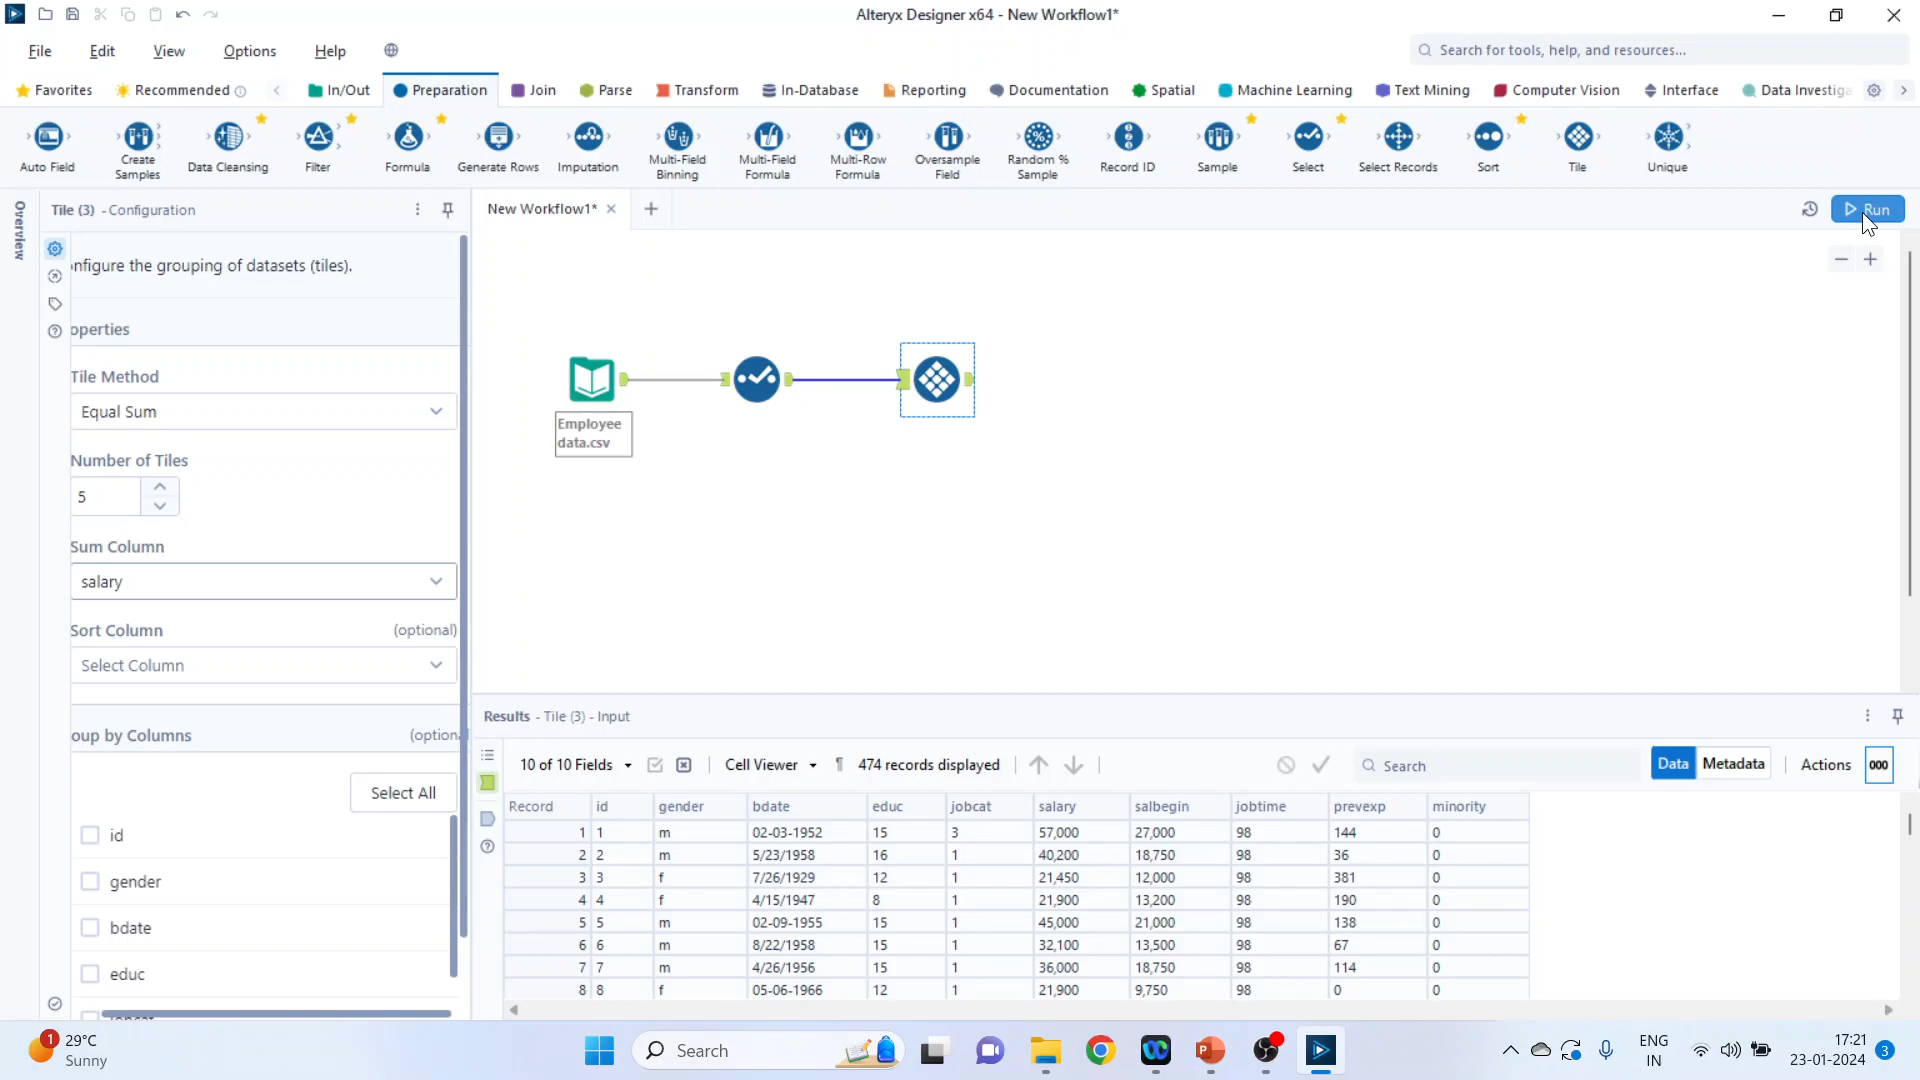 Alteryx Designer x64 - New Workflow1*
File Edit View Options Help
Search for tools, help, and resources...
Favorites Recommended In/Out Preparation Join Parse Transform In-Database Reporting Documentation Spatial Machine Learning Text Mining Computer Vision Interface Data Investiga
Auto Field
Create
Samples
Data Cleansing
Filter
Formula
Generate Rows
Imputation
Multi-Field
Binning
Multi-Field
Formula
Multi-Row
Formula
Oversample
Field
Random %
Sample
Record ID
Sample
Select
Select Records
Sort
Tile
Unique
Overview
Tile (3) - Configuration
New Workflow1*
Run
onfigure the grouping of datasets (tiles).
operties
Tile Method
Equal Sum
Number of Tiles
5
Sum Column
salary
Sort Column (optional)
Select Column
oup by Columns (optiona
Select All
id
gender
bdate
educ
Employee
data.csv
Results - Tile (3) - Input
10 of 10 Fields Cell Viewer 474 records displayed Search Data Metadata Actions 000
Record id gender bdate educ jobcat salary salbegin jobtime prevexp minority
1 1 m 02-03-1952 15 3 57,000 27,000 98 144 0
2 2 m 5/23/1958 16 1 40,200 18,750 98 36 0
3 3 f 7/26/1929 12 1 21,450 12,000 98 381 0
4 4 f 4/15/1947 8 1 21,900 13,200 98 190 0
5 5 m 02-09-1955 15 1 45,000 21,000 98 138 0
6 6 m 8/22/1958 15 1 32,100 13,500 98 67 0
7 7 m 4/26/1956 15 1 36,000 18,750 98 114 0
8 8 f 05-06-1966 12 1 21,900 9,750 98 0 0
1
29°C
Sunny
Search
ENG
IN
17:21
23-01-2024
3